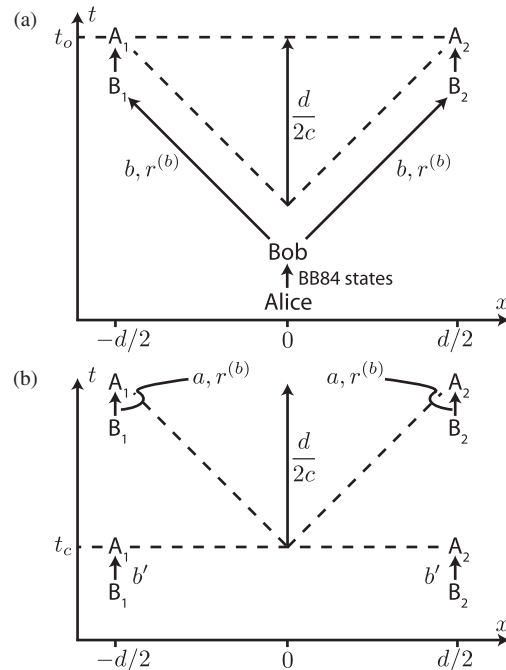 (a)
t
t_o
A_1
A_2
B_1
B_2
d/2c
b, r^{(b)}
b, r^{(b)}
Bob
BB84 states
Alice
x
-d/2
0
d/2
(b)
t
A_1
a, r^{(b)}
a, r^{(b)}
A_2
B_1
B_2
d/2c
t_c
A_1
A_2
b'
b'
B_1
B_2
x
-d/2
0
d/2